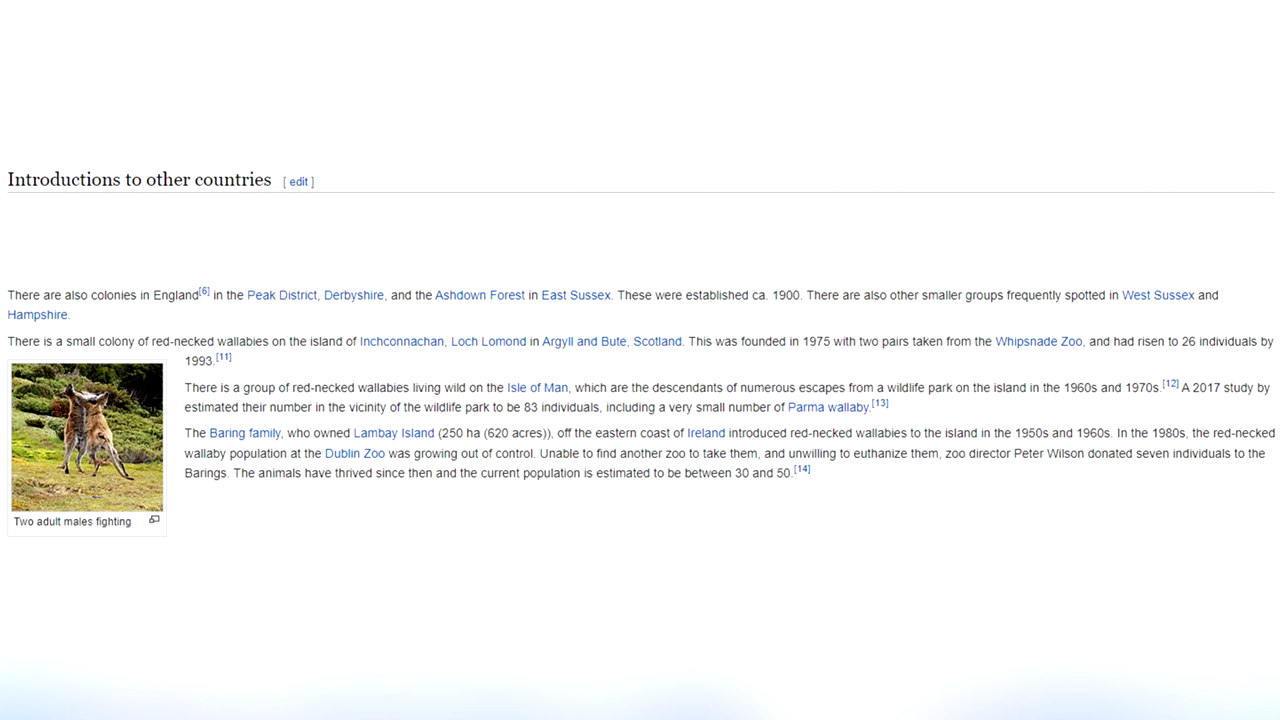 Introductions to other countries [ edit ]
There are also colonies in England[6] in the Peak District, Derbyshire, and the Ashdown Forest in East Sussex. These were established ca. 1900. There are also other smaller groups frequently spotted in West Sussex and
Hampshire.
There is a small colony of red-necked wallabies on the island of Inchconnachan, Loch Lomond in Argyll and Bute, Scotland. This was founded in 1975 with two pairs taken from the Whipsnade Zoo, and had risen to 26 individuals by
1993.[11]
There is a group of red-necked wallabies living wild on the Isle of Man, which are the descendants of numerous escapes from a wildlife park on the island in the 1960s and 1970s.[12] A 2017 study by
estimated their number in the vicinity of the wildlife park to be 83 individuals, including a very small number of Parma wallaby.[13]
The Baring family, who owned Lambay Island (250 ha (620 acres)), off the eastern coast of Ireland introduced red-necked wallabies to the island in the 1950s and 1960s. In the 1980s, the red-necked
wallaby population at the Dublin Zoo was growing out of control. Unable to find another zoo to take them, and unwilling to euthanize them, zoo director Peter Wilson donated seven individuals to the
Barings. The animals have thrived since then and the current population is estimated to be between 30 and 50.[14]
Two adult males fighting